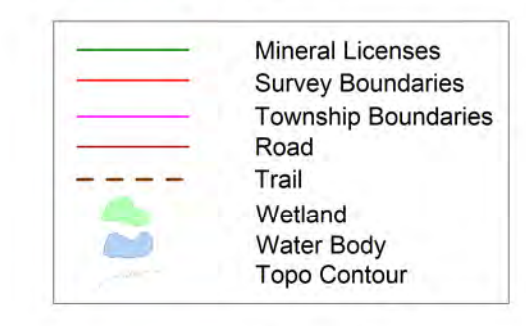 Mineral Licenses
Survey Boundaries
Township Boundaries
Road
Trail
Wetland
Water Body
Topo Contour